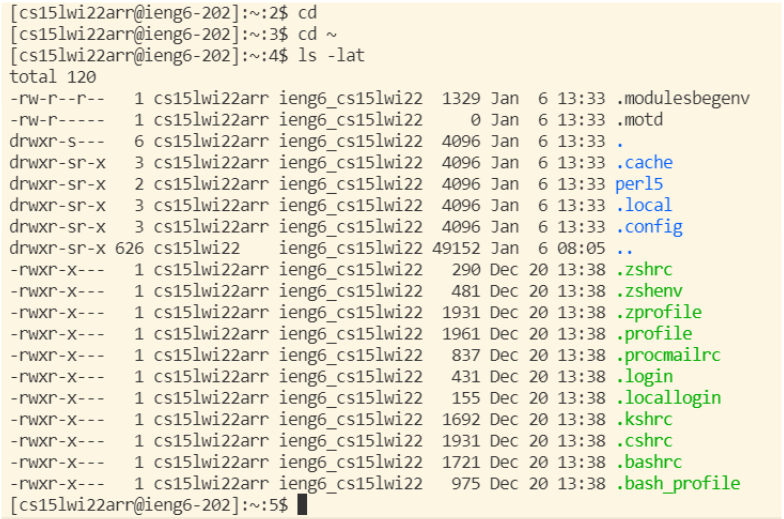 [cs15lwi22arr@ieng6-202]:~:2$ cd
[cs15lwi22arr@ieng6-202]:~:3$ cd ~
[cs15lwi22arr@ieng6-202]:~:4$ ls -lat
total 120
-rw-r--r--   1 cs15lwi22arr ieng6_cs15lwi22  1329 Jan  6 13:33 .modulesbegenv
-rw-r-----   1 cs15lwi22arr ieng6_cs15lwi22     0 Jan  6 13:33 .motd
drwxr-s---   6 cs15lwi22arr ieng6_cs15lwi22  4096 Jan  6 13:33 .
drwxr-sr-x   3 cs15lwi22arr ieng6_cs15lwi22  4096 Jan  6 13:33 .cache
drwxr-sr-x   2 cs15lwi22arr ieng6_cs15lwi22  4096 Jan  6 13:33 perl5
drwxr-sr-x   3 cs15lwi22arr ieng6_cs15lwi22  4096 Jan  6 13:33 .local
drwxr-sr-x   3 cs15lwi22arr ieng6_cs15lwi22  4096 Jan  6 13:33 .config
drwxr-sr-x 626 cs15lwi22    ieng6_cs15lwi22 49152 Jan  6 08:05 ..
-rwxr-x---   1 cs15lwi22arr ieng6_cs15lwi22   290 Dec 20 13:38 .zshrc
-rwxr-x---   1 cs15lwi22arr ieng6_cs15lwi22   481 Dec 20 13:38 .zshenv
-rwxr-x---   1 cs15lwi22arr ieng6_cs15lwi22  1931 Dec 20 13:38 .zprofile
-rwxr-x---   1 cs15lwi22arr ieng6_cs15lwi22  1961 Dec 20 13:38 .profile
-rwxr-x---   1 cs15lwi22arr ieng6_cs15lwi22   837 Dec 20 13:38 .procmailrc
-rwxr-x---   1 cs15lwi22arr ieng6_cs15lwi22   431 Dec 20 13:38 .login
-rwxr-x---   1 cs15lwi22arr ieng6_cs15lwi22   155 Dec 20 13:38 .locallogin
-rwxr-x---   1 cs15lwi22arr ieng6_cs15lwi22  1692 Dec 20 13:38 .kshrc
-rwxr-x---   1 cs15lwi22arr ieng6_cs15lwi22  1931 Dec 20 13:38 .cshrc
-rwxr-x---   1 cs15lwi22arr ieng6_cs15lwi22  1721 Dec 20 13:38 .bashrc
-rwxr-x---   1 cs15lwi22arr ieng6_cs15lwi22   975 Dec 20 13:38 .bash_profile
[cs15lwi22arr@ieng6-202]:~:5$